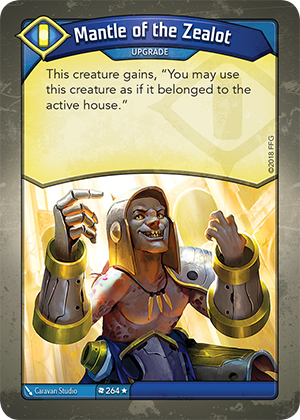 Mantle of the Zealot
UPGRADE
This creature gains, “You may use
this creature as if it belonged to the
active house.”
©2018 FFG
Caravan Studio
264